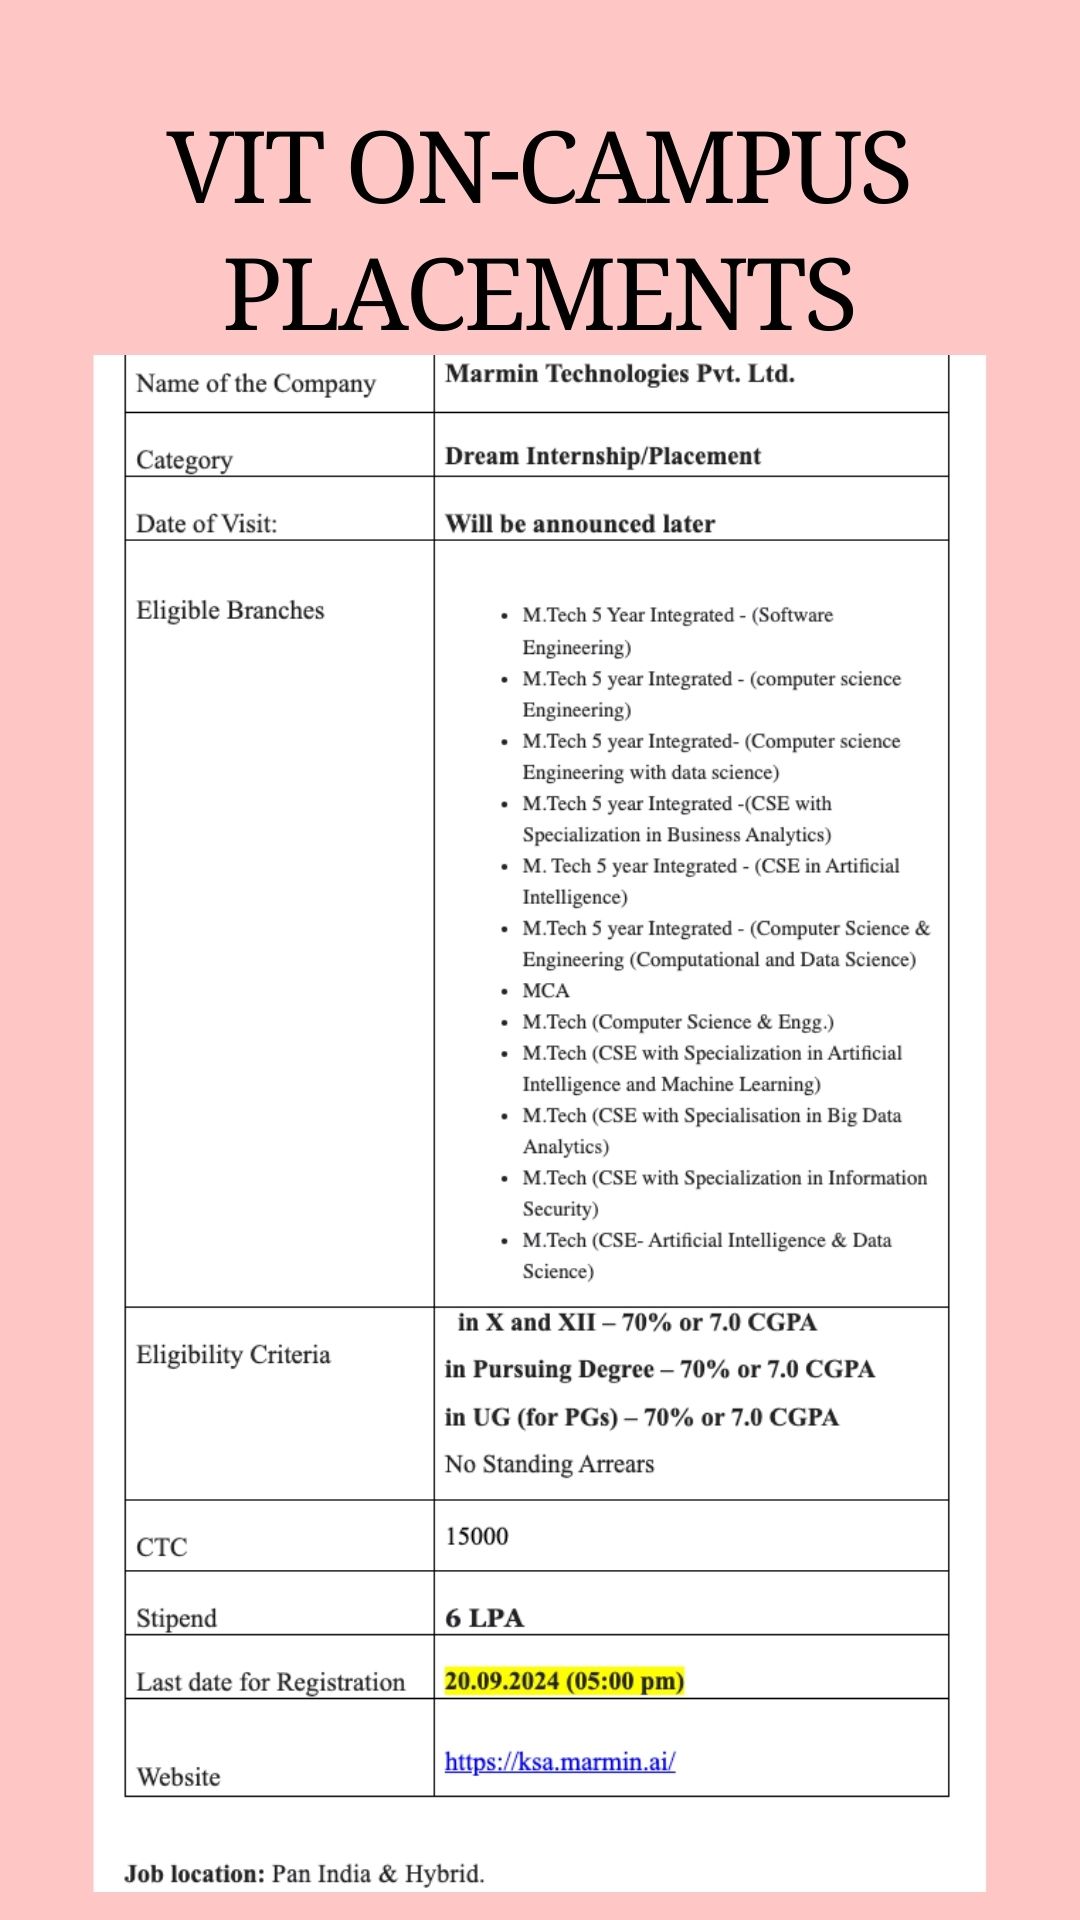 VIT ON-CAMPUS
PLACEMENTS
Name of the Company
Marmin Technologies Pvt. Ltd.
Category
Dream Internship/Placement
Date of Visit:
Will be announced later
Eligible Branches
• M.Tech 5 Year Integrated - (Software
Engineering)
• M.Tech 5 year Integrated - (computer science
Engineering)
• M.Tech 5 year Integrated- (Computer science
Engineering with data science)
• M.Tech 5 year Integrated -(CSE with
Specialization in Business Analytics)
• M. Tech 5 year Integrated - (CSE in Artificial
Intelligence)
• M.Tech 5 year Integrated - (Computer Science &
Engineering (Computational and Data Science)
• MCA
• M.Tech (Computer Science & Engg.)
• M.Tech (CSE with Specialization in Artificial
Intelligence and Machine Learning)
• M.Tech (CSE with Specialisation in Big Data
Analytics)
• M.Tech (CSE with Specialization in Information
Security)
• M.Tech (CSE- Artificial Intelligence & Data
Science)
Eligibility Criteria
in X and XII – 70% or 7.0 CGPA
in Pursuing Degree – 70% or 7.0 CGPA
in UG (for PGs) – 70% or 7.0 CGPA
No Standing Arrears
CTC
15000
Stipend
6 LPA
Last date for Registration
20.09.2024 (05:00 pm)
Website
https://ksa.marmin.ai/
Job location: Pan India & Hybrid.